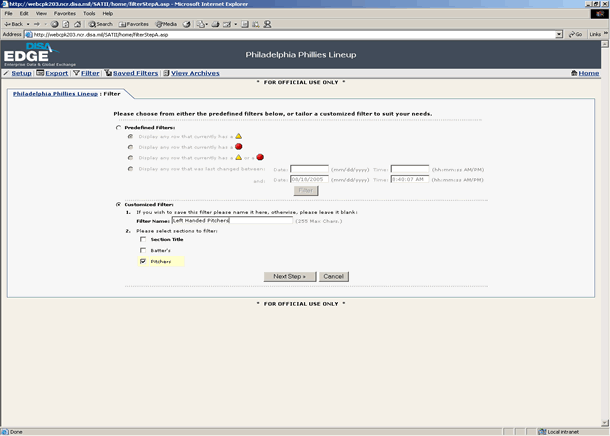 http://webcpk203.ncr.disa.mil/SATII/home/filterStepA.asp - Microsoft Internet Explorer
File Edit View Favorites Tools Help
Back Search Favorites Media
Address http://webcpk203.ncr.disa.mil/SATII/home/filterStepA.asp Go Links »
DISA
EDGE
Enterprise Data & Global Exchange
Philadelphia Phillies Lineup
Setup | Export | Filter | Saved Filters | View Archives Home
* FOR OFFICIAL USE ONLY *
Philadelphia Phillies Lineup : Filter
Please choose from either the predefined filters below, or tailor a customized filter to suit your needs.
Predefined Filters:
Display any row that currently has a
Display any row that currently has a
Display any row that currently has a or a
Display any row that was last changed between: Date: (mm/dd/yyyy) Time: (hh:mm:ss AM/PM)
and: Date: 08/18/2005 (mm/dd/yyyy) Time: 8:40:07 AM (hh:mm:ss AM/PM)
Filter
Customized Filter:
1. If you wish to save this filter please name it here, otherwise, please leave it blank:
Filter Name: Left Handed Pitchers (255 Max Chars.)
2. Please select sections to filter:
Section Title
Batter's
Pitchers
Next Step » Cancel
* FOR OFFICIAL USE ONLY *
Done Local intranet